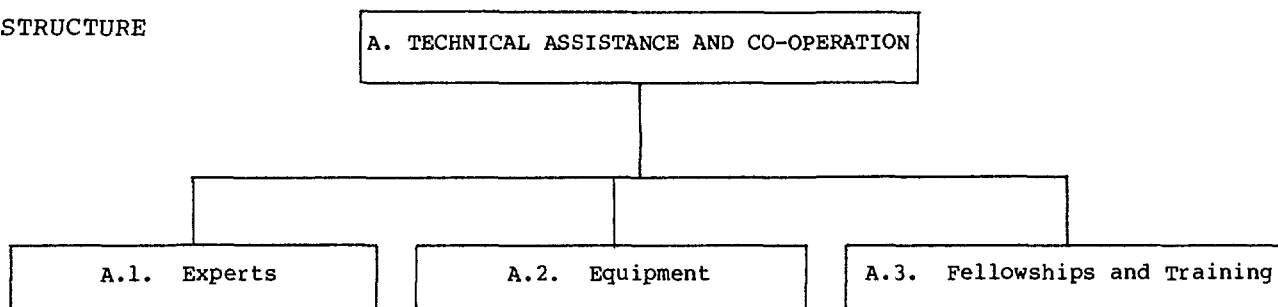 STRUCTURE
A. TECHNICAL ASSISTANCE AND CO-OPERATION
A.1. Experts
A.2. Equipment
A.3. Fellowships and Training